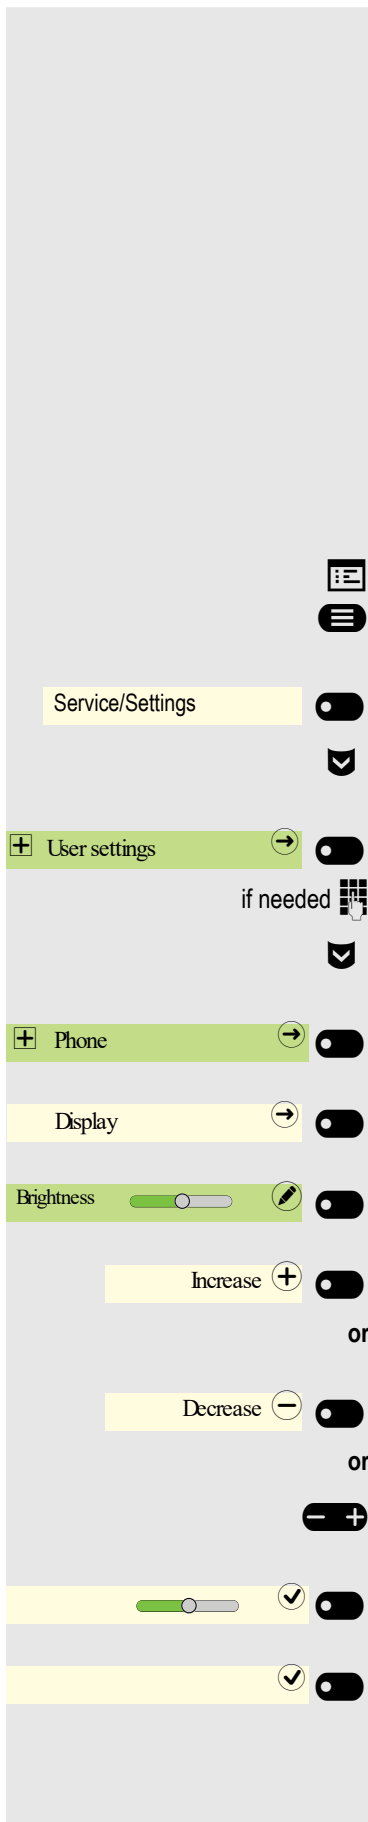 Service/Settings
User settings
if needed
Phone
Display
Brightness
Increase
or
Decrease
or